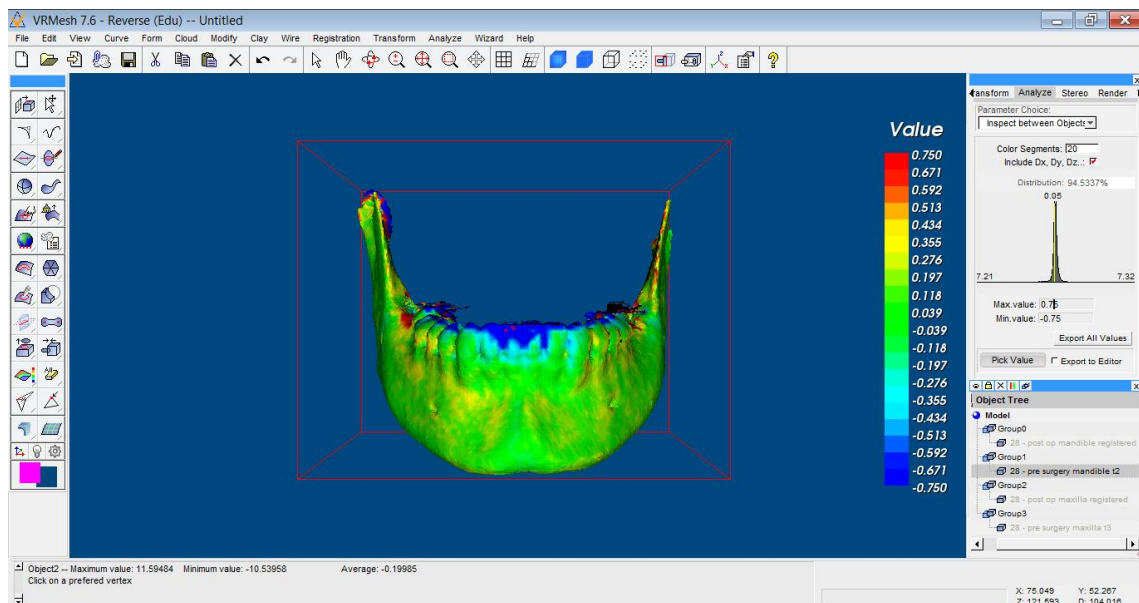 VRMesh 7.6 - Reverse (Edu) -- Untitled
File Edit View Curve Form Cloud Modify Clay Wire Registration Transform Analyze Wizard Help
ransform Analyze Stereo Render
Parameter Choice:
Inspect between Objects
Color Segments: 20
Include Dx, Dy, Dz..:
Distribution: 94.5337%
0.05
7.21 7.32
Max.value: 0.75
Min.value: -0.75
Export All Values
Pick Value Export to Editor
Value
0.750
0.671
0.592
0.513
0.434
0.355
0.276
0.197
0.118
0.039
-0.039
-0.118
-0.197
-0.276
-0.355
-0.434
-0.513
-0.592
-0.671
-0.750
Object Tree
Model
Group0
28 - post op mandible registered
Group1
28 - pre surgery mandible t2
Group2
28 - post op maxilla registered
Group3
28 - pre surgery maxilla t3
Object2 -- Maximum value: 11.59484 Minimum value: -10.53958 Average: -0.19985
Click on a prefered vertex
X: 75.049 Y: 52.267
Z: 121.593 D: 104.016